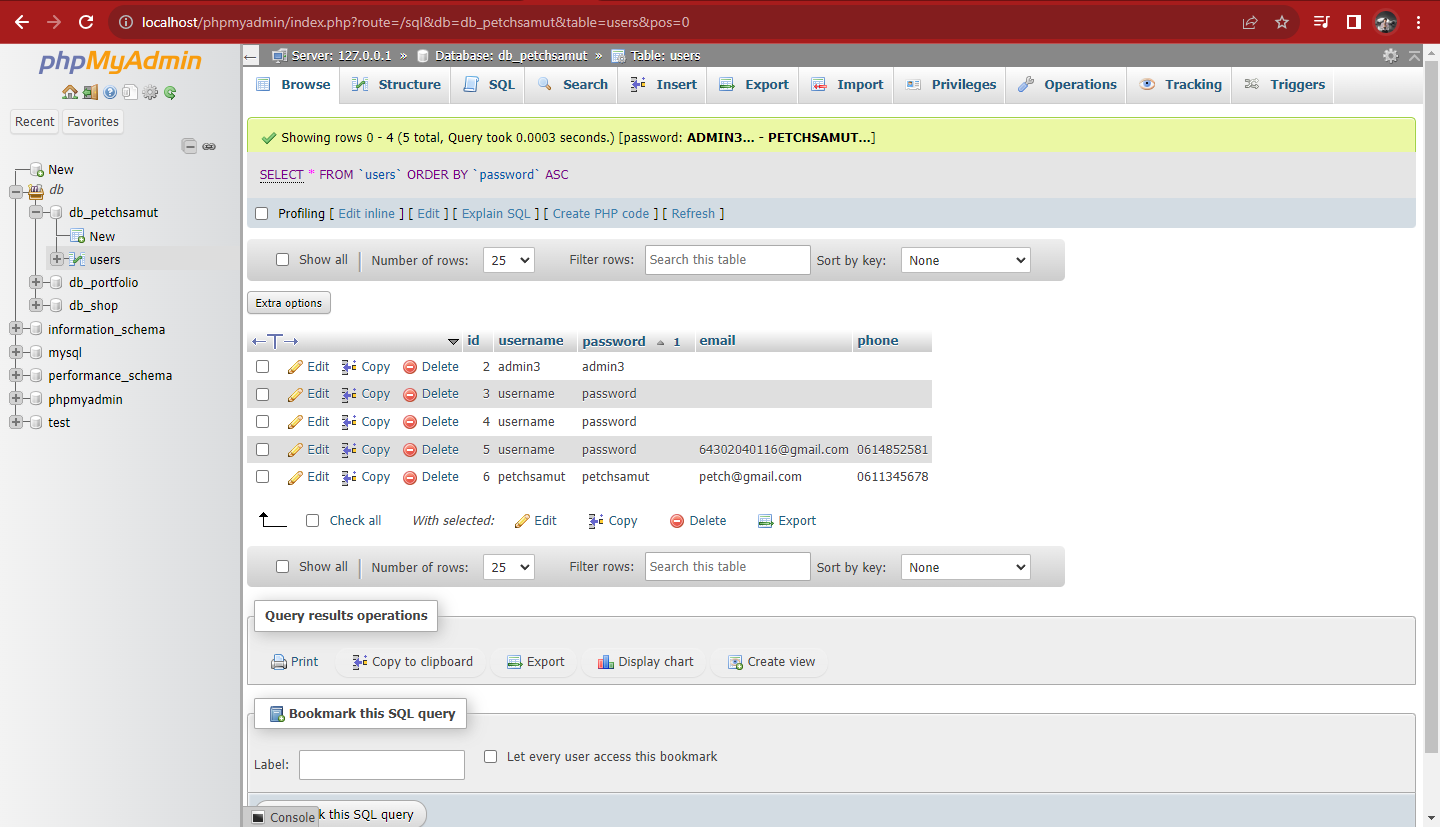 localhost/phpmyadmin/index.php?route=/sql&db=db_petchsamut&table=users&pos=0
phpMyAdmin
Recent Favorites
New
db
db_petchsamut
New
users
db_portfolio
db_shop
information_schema
mysql
performance_schema
phpmyadmin
test
Server: 127.0.0.1 » Database: db_petchsamut » Table: users
Browse Structure SQL Search Insert Export Import Privileges Operations Tracking Triggers
Showing rows 0 - 4 (5 total, Query took 0.0003 seconds.) [password: ADMIN3... - PETCHSAMUT...]
SELECT * FROM `users` ORDER BY `password` ASC
Profiling [ Edit inline ] [ Edit ] [ Explain SQL ] [ Create PHP code ] [ Refresh ]
Show all | Number of rows: 25 Filter rows: Search this table Sort by key: None
Extra options
id username password 1 email phone
Edit Copy Delete 2 admin3 admin3
Edit Copy Delete 3 username password
Edit Copy Delete 4 username password
Edit Copy Delete 5 username password 64302040116@gmail.com 0614852581
Edit Copy Delete 6 petchsamut petchsamut petch@gmail.com 0611345678
Check all With selected: Edit Copy Delete Export
Show all | Number of rows: 25 Filter rows: Search this table Sort by key: None
Query results operations
Print Copy to clipboard Export Display chart Create view
Bookmark this SQL query
Label: Let every user access this bookmark
Console k this SQL query